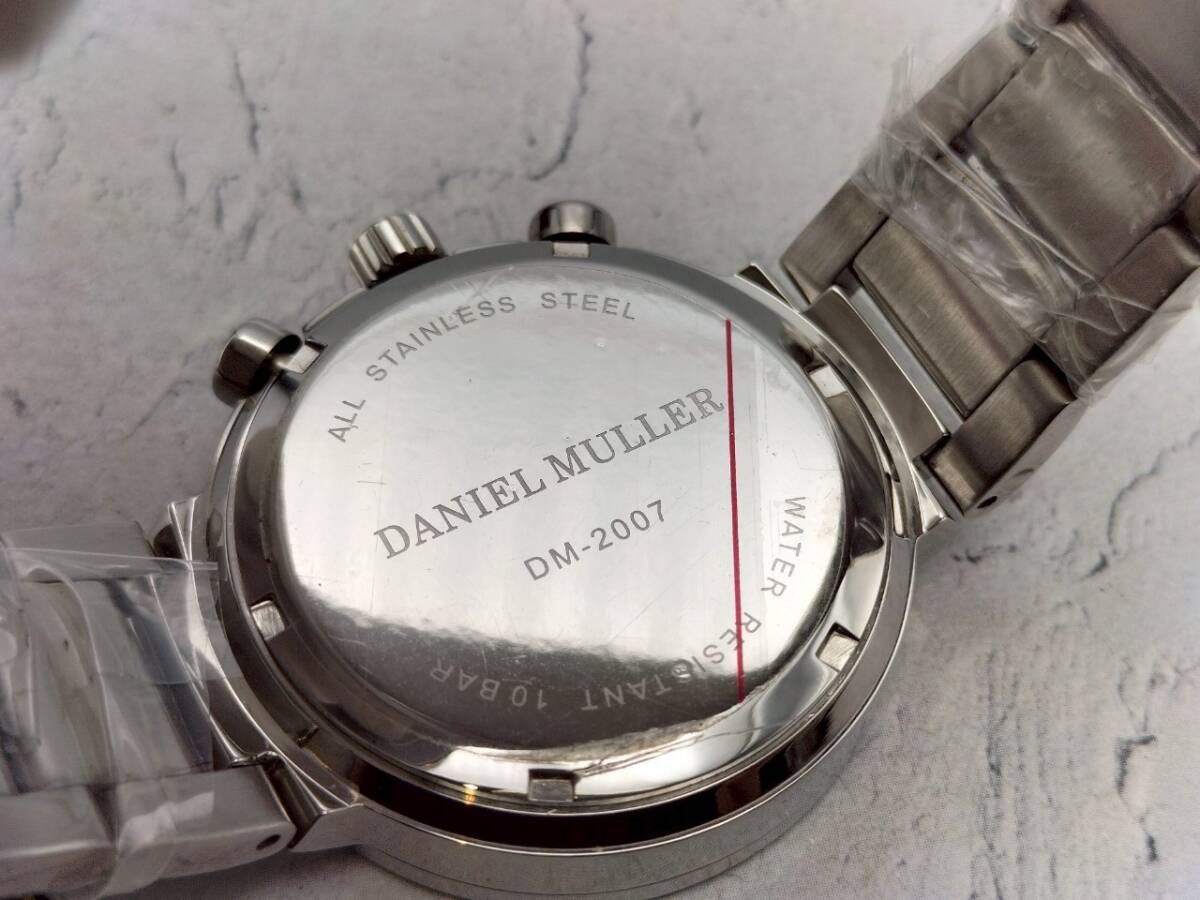 ALL STAINLESS STEEL
DANIEL MULLER
DM-2007
WATER RESISTANT 10BAR